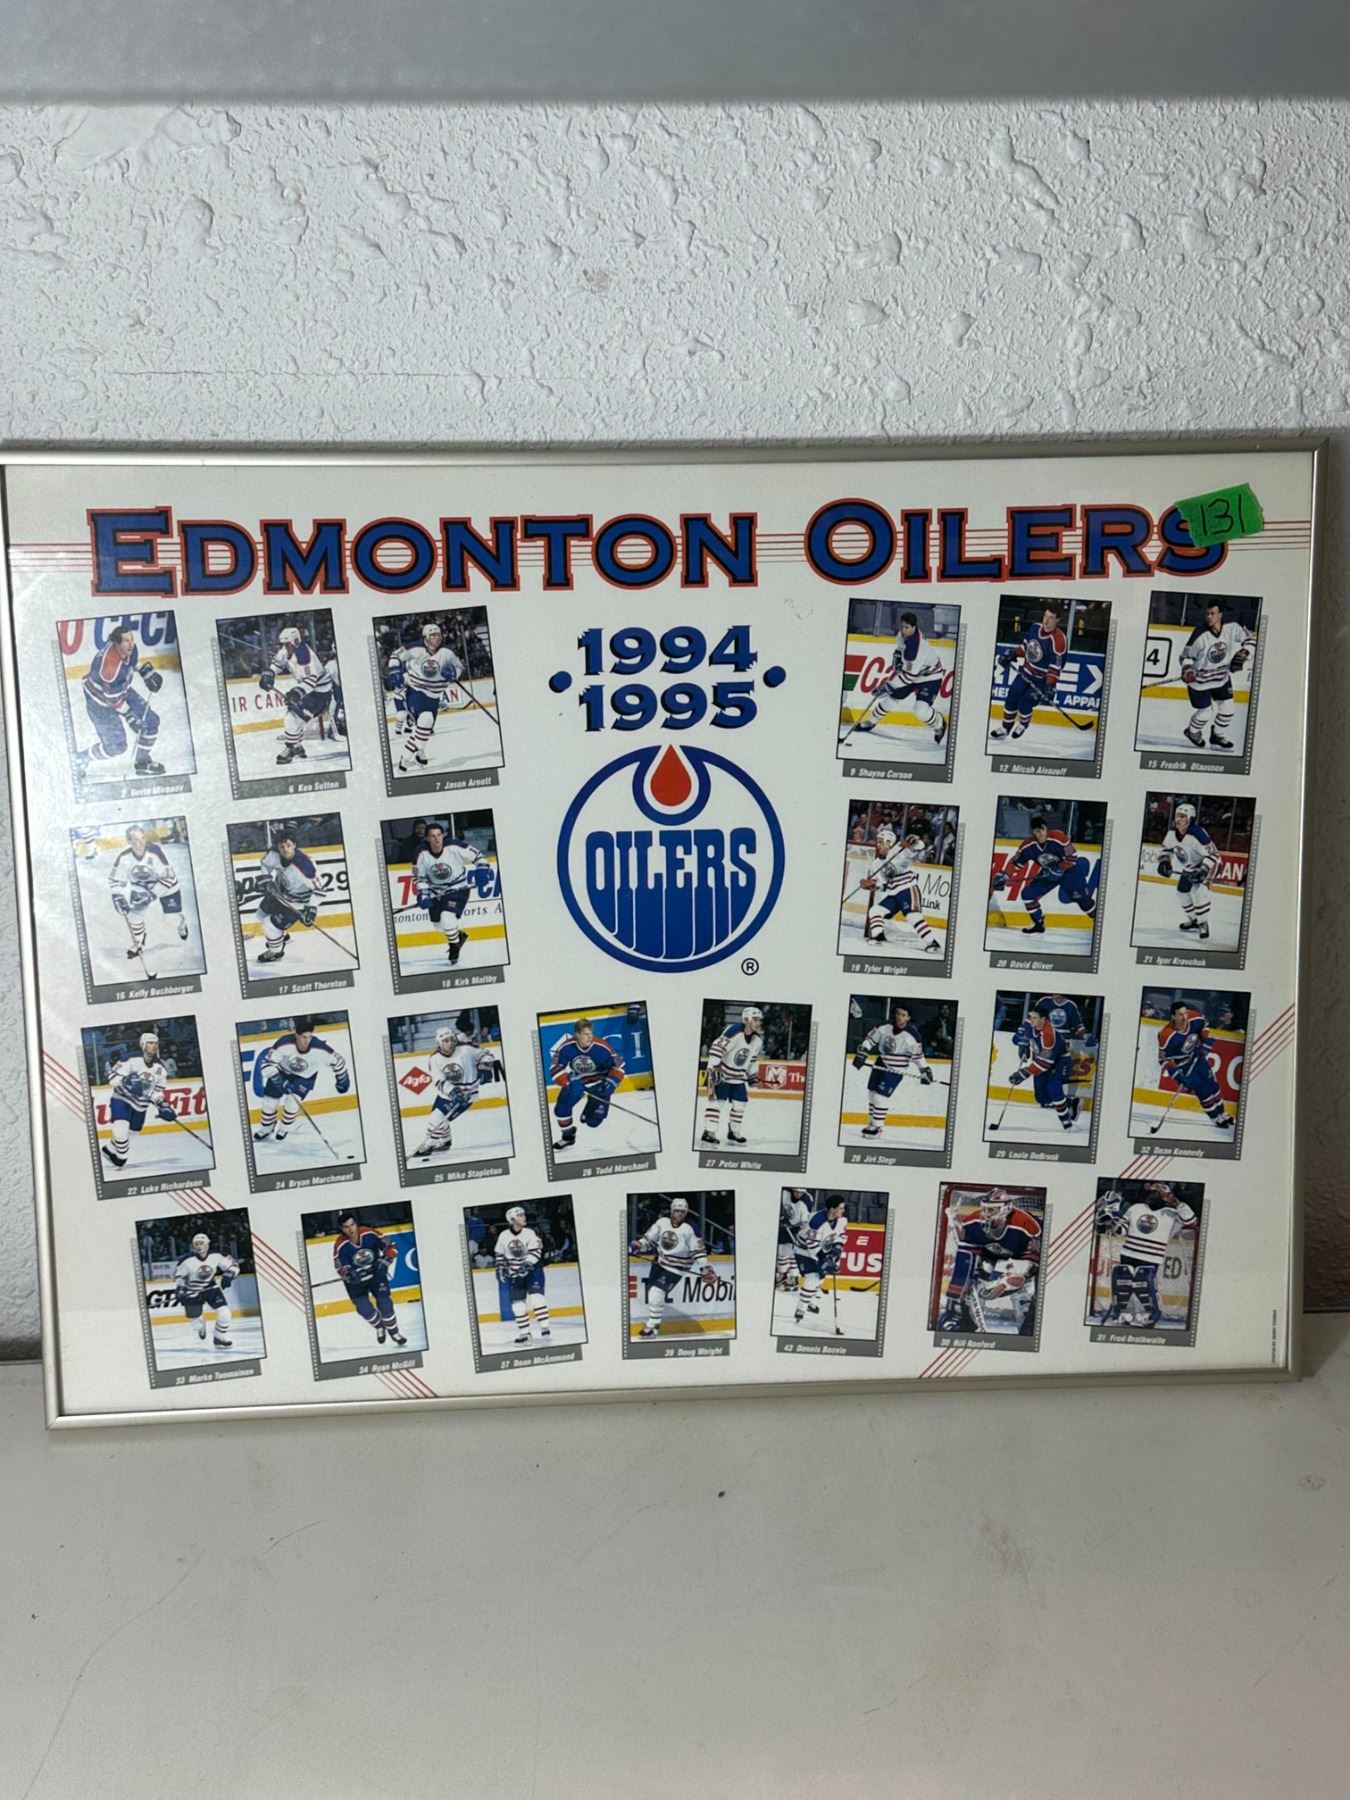 EDMONTON OILERS
131
• 1994 •
1995
OILERS
®
2 Boris Mironov
6 Ken Sutton
7 Jason Arnott
9 Shayne Corson
12 Micah Aivazoff
15 Fredrik Olausson
16 Kelly Buchberger
17 Scott Thornton
18 Kirk Maltby
19 Tyler Wright
20 David Oliver
21 Igor Kravchuk
22 Luke Richardson
24 Bryan Marchment
25 Mike Stapleton
26 Todd Marchant
27 Peter White
28 Jiri Slegr
29 Louie DeBrusk
32 Dean Kennedy
33 Marko Tuomainen
34 Ryan McGill
37 Dean McAmmond
39 Doug Weight
42 Dennis Bonvie
30 Bill Ranford
31 Fred Brathwaite